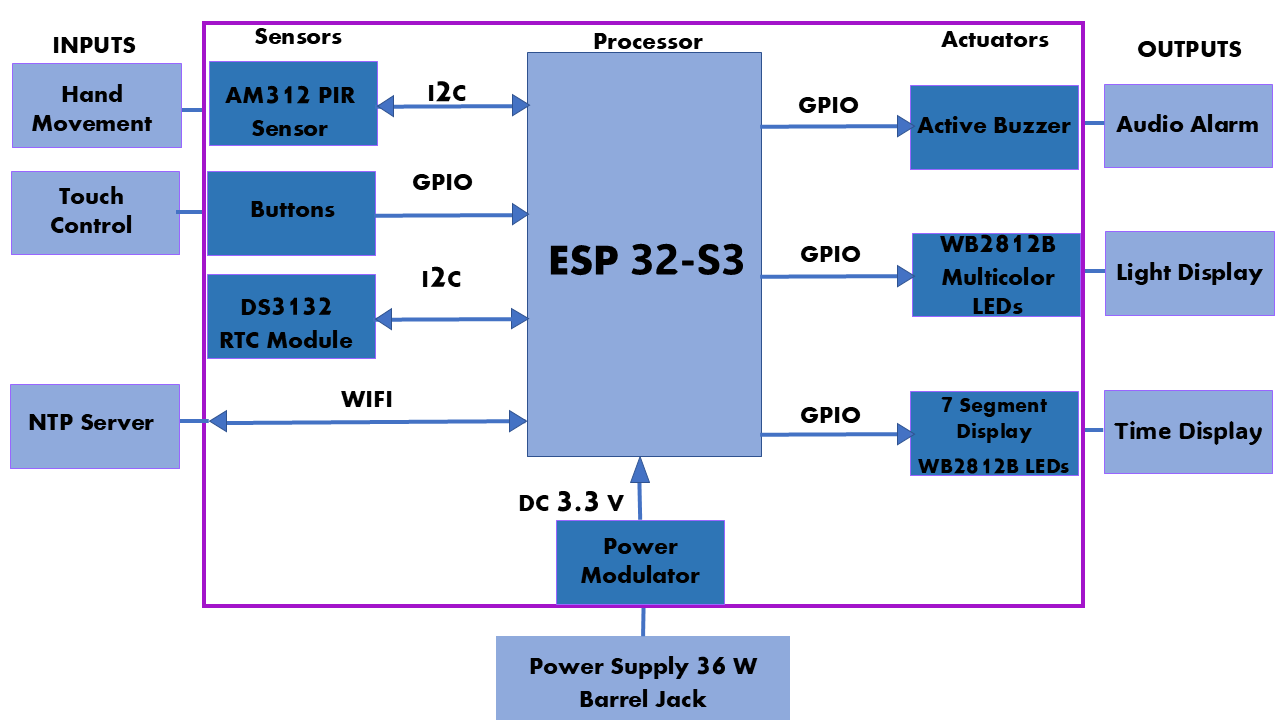 INPUTS
Sensors
Processor
Actuators
OUTPUTS
Hand
Movement
AM312 PIR
Sensor
I2C
GPIO
Active Buzzer
Audio Alarm
Touch
Control
Buttons
GPIO
ESP 32-S3
GPIO
WB2812B
Multicolor
LEDs
Light Display
DS3132
RTC Module
I2C
NTP Server
WIFI
GPIO
7 Segment
Display
WB2812B LEDs
Time Display
DC 3.3 V
Power
Modulator
Power Supply 36 W
Barrel Jack